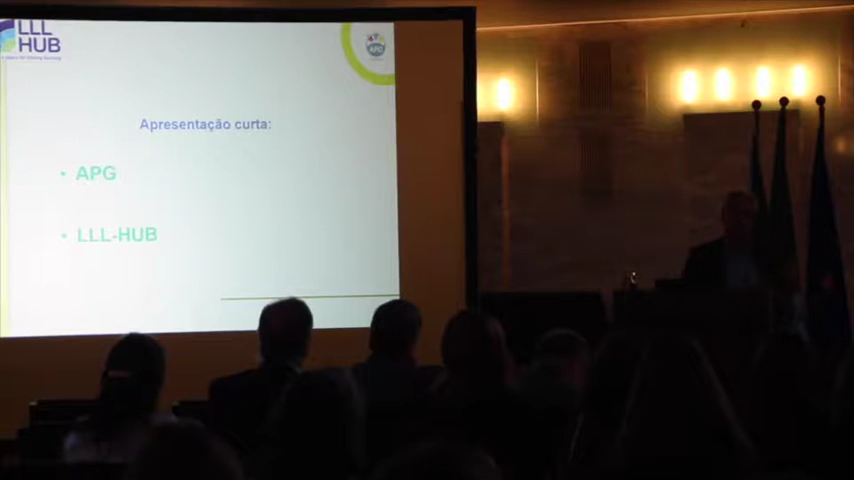 LLL
HUB
APG
Apresentação curta:
• APG
• LLL-HUB